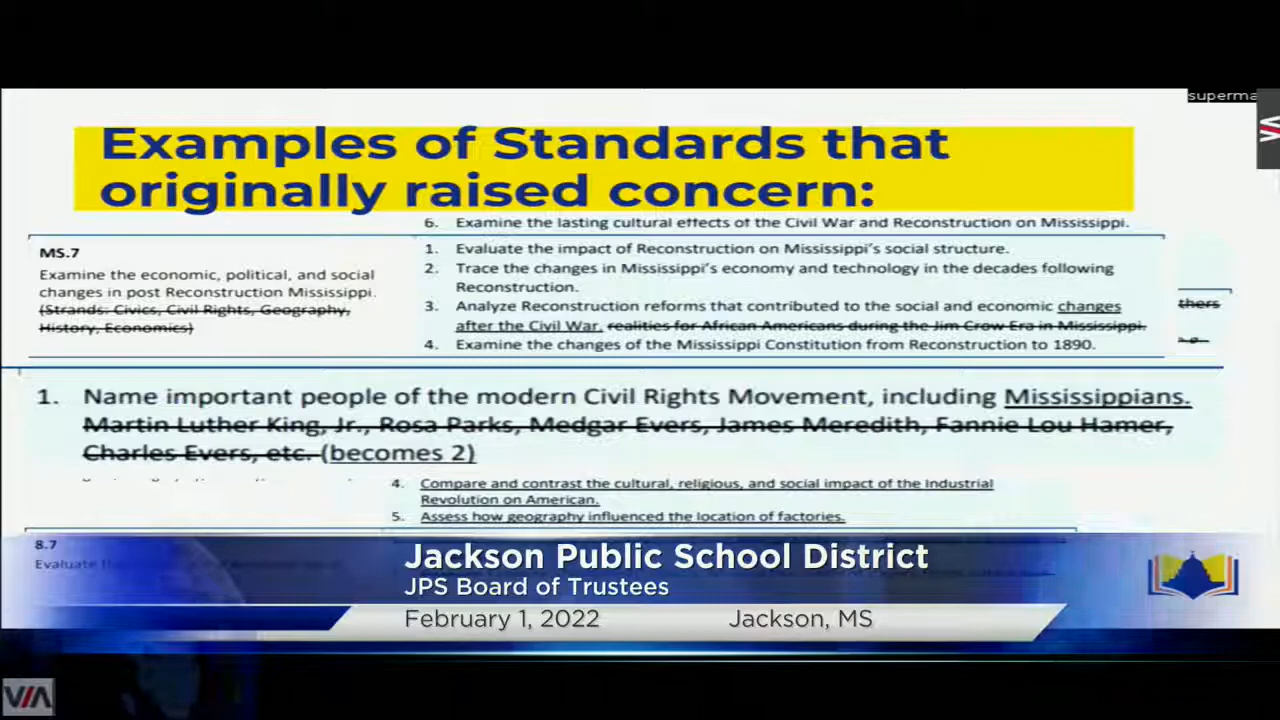 superma
Examples of Standards that
originally raised concern:
6. Examine the lasting cultural effects of the Civil War and Reconstruction on Mississippi.
MS.7
Examine the economic, political, and social
changes in post Reconstruction Mississippi.
(Strands: Civics, Civil Rights, Geography,
History, Economics)
1. Evaluate the impact of Reconstruction on Mississippi's social structure.
2. Trace the changes in Mississippi's economy and technology in the decades following
Reconstruction.
3. Analyze Reconstruction reforms that contributed to the social and economic changes
after the Civil War. realities for African Americans during the Jim Crow Era in Mississippi.
4. Examine the changes of the Mississippi Constitution from Reconstruction to 1890.
thers
1. Name important people of the modern Civil Rights Movement, including Mississippians.
Martin Luther King, Jr., Rosa Parks, Medgar Evers, James Meredith, Fannie Lou Hamer,
Charles Evers, etc. (becomes 2)
4. Compare and contrast the cultural, religious, and social impact of the Industrial
Revolution on American.
5. Assess how geography influenced the location of factories.
8.7
Evaluate
Jackson Public School District
JPS Board of Trustees
February 1, 2022 Jackson, MS
VIA